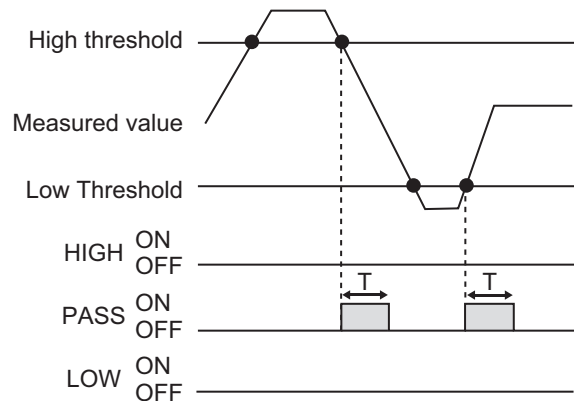 High threshold
Measured value
Low Threshold
HIGH ON
OFF
T T
PASS ON
OFF
LOW ON
OFF